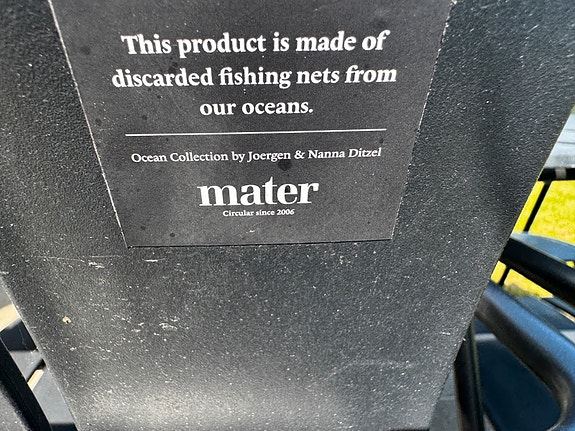 This product is made of
discarded fishing nets from
our oceans.
Ocean Collection by Joergen & Nanna Ditzel
mater
Circular since 2006